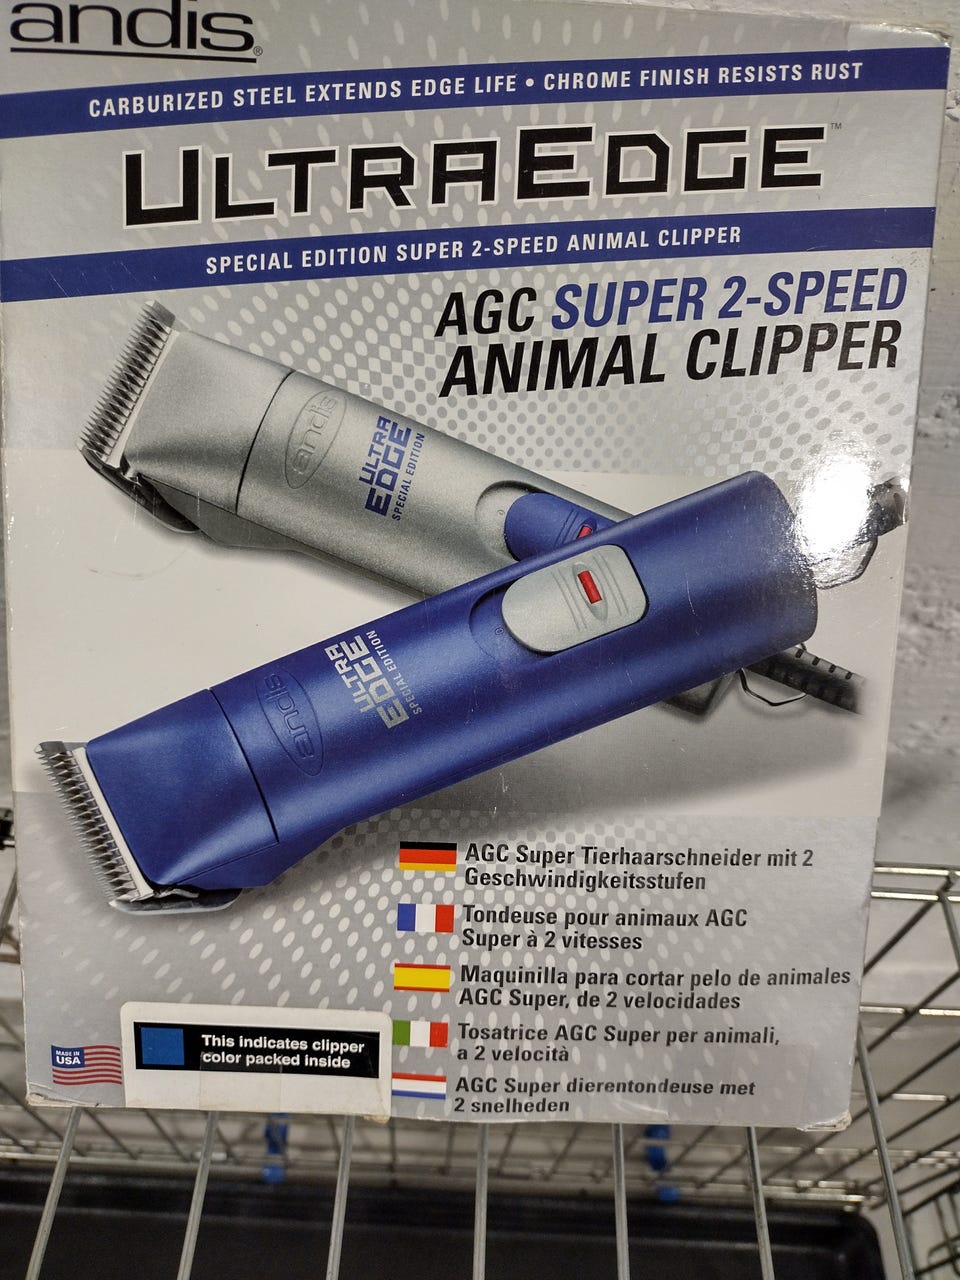 andis®
CARBURIZED STEEL EXTENDS EDGE LIFE • CHROME FINISH RESISTS RUST
ULTRAEDGE™
SPECIAL EDITION SUPER 2-SPEED ANIMAL CLIPPER
AGC SUPER 2-SPEED
ANIMAL CLIPPER
andis
ULTRA
EDGE
SPECIAL EDITION
andis
ULTRA
EDGE
SPECIAL EDITION
AGC Super Tierhaarschneider mit 2
Geschwindigkeitsstufen
Tondeuse pour animaux AGC
Super à 2 vitesses
Maquinilla para cortar pelo de animales
AGC Super, de 2 velocidades
Tosatrice AGC Super per animali,
a 2 velocità
AGC Super dierentondeuse met
2 snelheden
MADE IN
USA
This indicates clipper
color packed inside